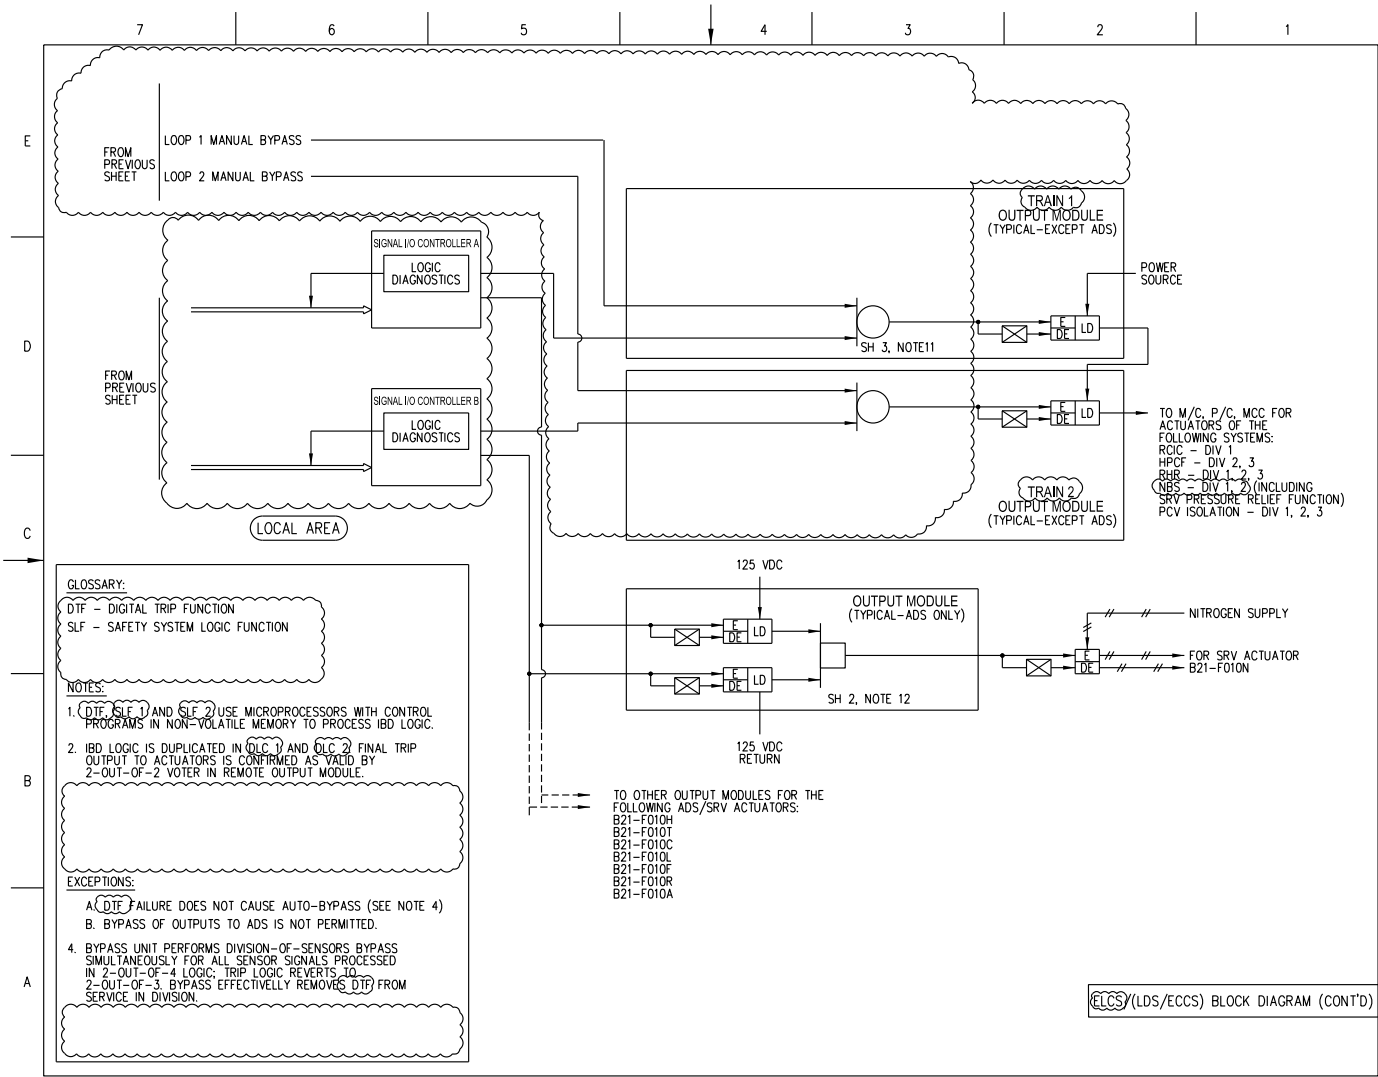 7 6 5 4 3 2 1
E
D
C
B
A
FROM
PREVIOUS
SHEET
LOOP 1 MANUAL BYPASS
LOOP 2 MANUAL BYPASS
TRAIN 1
OUTPUT MODULE
(TYPICAL-EXCEPT ADS)
SIGNAL I/O CONTROLLER A
LOGIC
DIAGNOSTICS
POWER
SOURCE
E
DE
LD
SH 3, NOTE11
FROM
PREVIOUS
SHEET
SIGNAL I/O CONTROLLER B
LOGIC
DIAGNOSTICS
E
DE
LD
TO M/C, P/C, MCC FOR
ACTUATORS OF THE
FOLLOWING SYSTEMS:
RCIC - DIV 1
HPCF - DIV 2, 3
RHR - DIV 1, 2, 3
NBS - DIV 1, 2 (INCLUDING
SRV PRESSURE RELIEF FUNCTION)
PCV ISOLATION - DIV 1, 2, 3
TRAIN 2
OUTPUT MODULE
(TYPICAL-EXCEPT ADS)
LOCAL AREA
125 VDC
OUTPUT MODULE
(TYPICAL-ADS ONLY)
E
DE
LD
E
DE
LD
SH 2, NOTE 12
125 VDC
RETURN
NITROGEN SUPPLY
E
DE
FOR SRV ACTUATOR
B21-F010N
TO OTHER OUTPUT MODULES FOR THE
FOLLOWING ADS/SRV ACTUATORS:
B21-F010H
B21-F010T
B21-F010C
B21-F010L
B21-F010F
B21-F010R
B21-F010A
GLOSSARY:
DTF - DIGITAL TRIP FUNCTION
SLF - SAFETY SYSTEM LOGIC FUNCTION
NOTES:
1. DTF, SLF 1 AND SLF 2 USE MICROPROCESSORS WITH CONTROL
PROGRAMS IN NON-VOLATILE MEMORY TO PROCESS IBD LOGIC.
2. IBD LOGIC IS DUPLICATED IN DLC 1 AND DLC 2 FINAL TRIP
OUTPUT TO ACTUATORS IS CONFIRMED AS VALID BY
2-OUT-OF-2 VOTER IN REMOTE OUTPUT MODULE.
EXCEPTIONS:
A. DTF FAILURE DOES NOT CAUSE AUTO-BYPASS (SEE NOTE 4)
B. BYPASS OF OUTPUTS TO ADS IS NOT PERMITTED.
4. BYPASS UNIT PERFORMS DIVISION-OF-SENSORS BYPASS
SIMULTANEOUSLY FOR ALL SENSOR SIGNALS PROCESSED
IN 2-OUT-OF-4 LOGIC; TRIP LOGIC REVERTS TO
2-OUT-OF-3. BYPASS EFFECTIVELLY REMOVES DTF FROM
SERVICE IN DIVISION.
ELCS/(LDS/ECCS) BLOCK DIAGRAM (CONT'D)